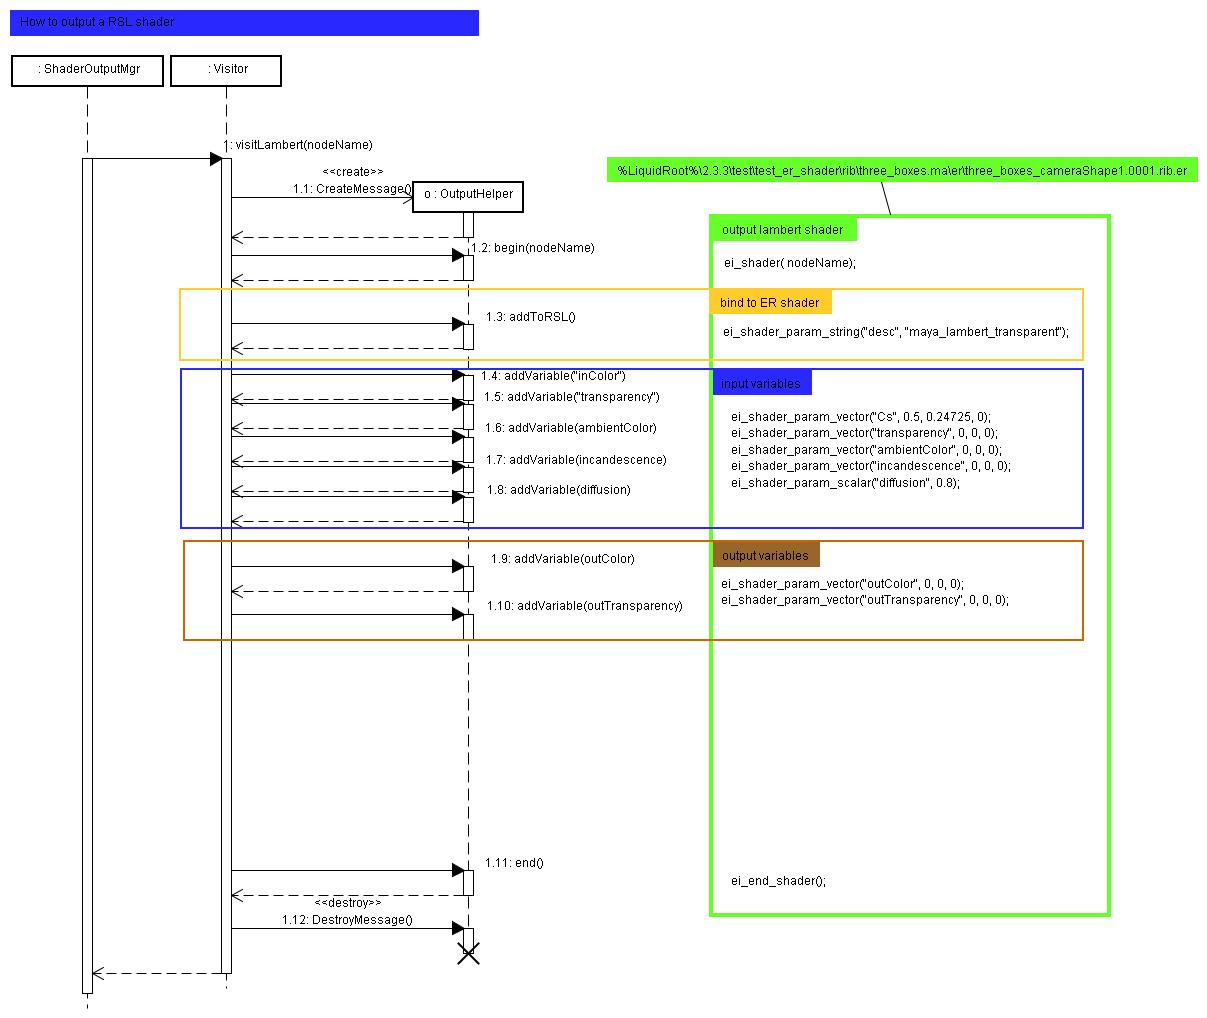 How to output a RSL shader
: ShaderOutputMgr
: Visitor
1: visitLambert(nodeName)
<<create>>
1.1: CreateMessage()
o : OutputHelper
%LiquidRoot%\2.3.3\test\test_er_shader\rib\three_boxes.ma\er\three_boxes_cameraShape1.0001.rib.er
output lambert shader
1.2: begin(nodeName)
ei_shader( nodeName);
bind to ER shader
1.3: addToRSL()
ei_shader_param_string("desc", "maya_lambert_transparent");
1.4: addVariable("inColor")
input variables
1.5: addVariable("transparency")
1.6: addVariable(ambientColor)
1.7: addVariable(incandescence)
1.8: addVariable(diffusion)
ei_shader_param_vector("Cs", 0.5, 0.24725, 0);
ei_shader_param_vector("transparency", 0, 0, 0);
ei_shader_param_vector("ambientColor", 0, 0, 0);
ei_shader_param_vector("incandescence", 0, 0, 0);
ei_shader_param_scalar("diffusion", 0.8);
output variables
1.9: addVariable(outColor)
1.10: addVariable(outTransparency)
ei_shader_param_vector("outColor", 0, 0, 0);
ei_shader_param_vector("outTransparency", 0, 0, 0);
1.11: end()
ei_end_shader();
<<destroy>>
1.12: DestroyMessage()